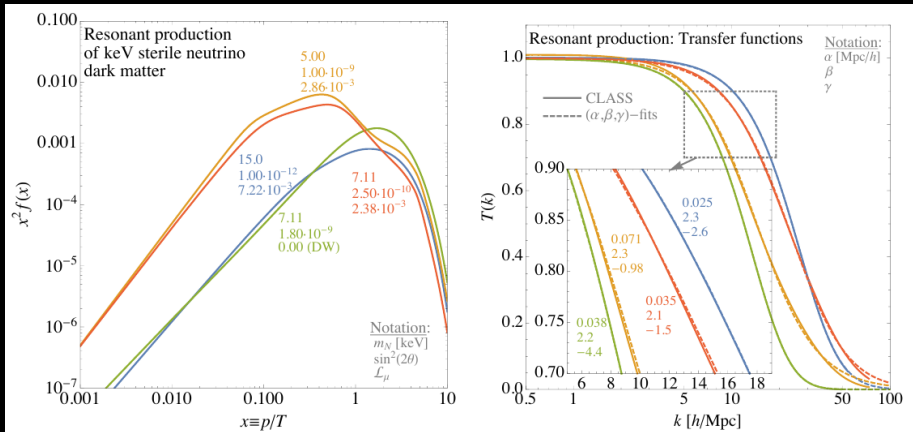 Resonant production
of keV sterile neutrino
dark matter
5.00
1.00·10⁻⁹
2.86·10⁻³
15.0
1.00·10⁻¹²
7.22·10⁻³
7.11
1.80·10⁻⁹
0.00 (DW)
7.11
2.50·10⁻¹⁰
2.38·10⁻³
Notation:
m_N [keV]
sin²(2θ)
ℒ_μ
x² f(x)
0.010
0.001
10⁻⁴
10⁻⁵
10⁻⁶
10⁻⁷
0.001
0.010
0.100
1
10
x≡p/T
Resonant production: Transfer functions
Notation:
α [Mpc/h]
β
γ
CLASS
(α,β,γ)−fits
T(k)
1.0
0.8
0.6
0.4
0.2
0.0
0.90
0.85
0.80
0.75
0.70
0.025
2.3
−2.6
0.071
2.3
−0.98
0.035
2.1
−1.5
0.038
2.2
−4.4
6 8 10 12 14 16 18
0.5 1 5 10 50 100
k [h/Mpc]